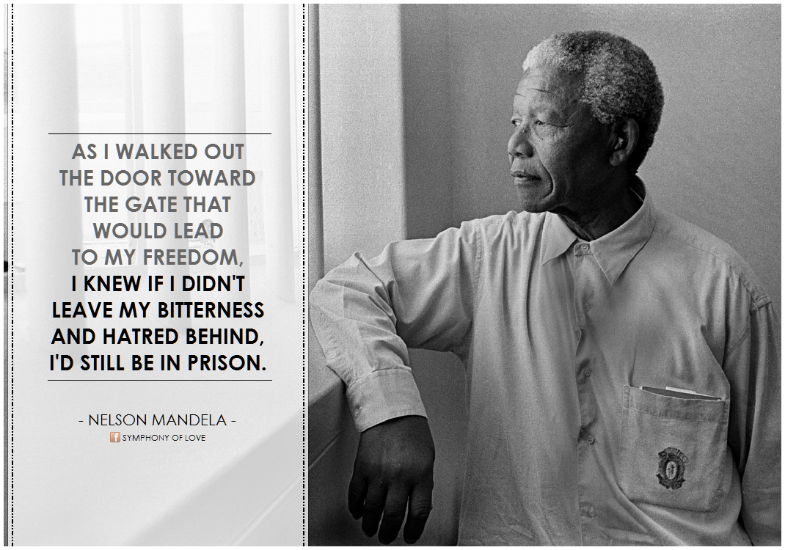 AS I WALKED OUT
THE DOOR TOWARD
THE GATE THAT
WOULD LEAD
TO MY FREEDOM,
I KNEW IF I DIDN'T
LEAVE MY BITTERNESS
AND HATRED BEHIND,
I'D STILL BE IN PRISON.
- NELSON MANDELA -
f SYMPHONY OF LOVE